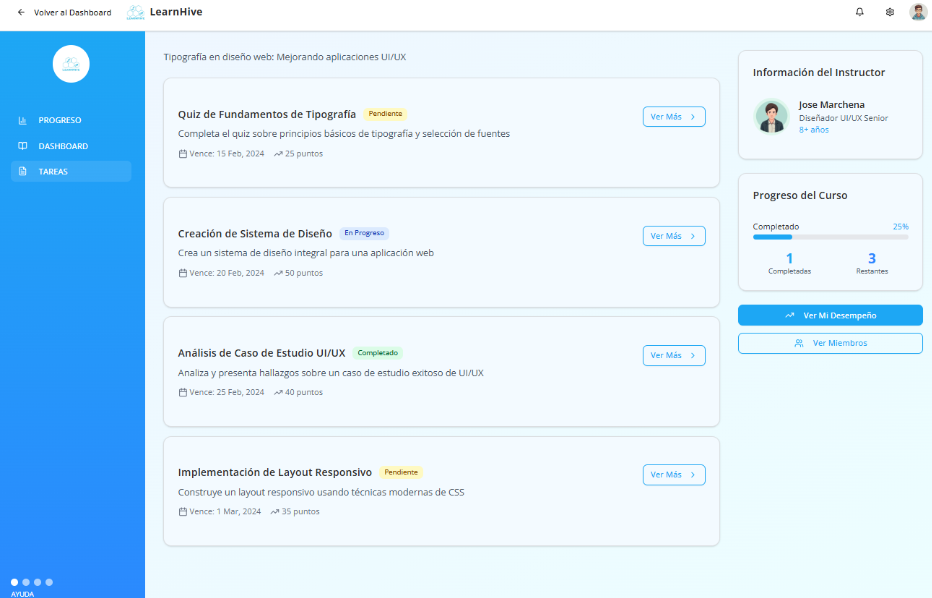 Volver al Dashboard
LearnHive
PROGRESO
DASHBOARD
TAREAS
AYUDA
Tipografía en diseño web: Mejorando aplicaciones UI/UX
Quiz de Fundamentos de Tipografía Pendiente
Ver Más
Completa el quiz sobre principios básicos de tipografía y selección de fuentes
Vence: 15 Feb, 2024 25 puntos
Creación de Sistema de Diseño En Progreso
Ver Más
Crea un sistema de diseño integral para una aplicación web
Vence: 20 Feb, 2024 50 puntos
Análisis de Caso de Estudio UI/UX Completado
Ver Más
Analiza y presenta hallazgos sobre un caso de estudio exitoso de UI/UX
Vence: 25 Feb, 2024 40 puntos
Implementación de Layout Responsivo Pendiente
Ver Más
Construye un layout responsivo usando técnicas modernas de CSS
Vence: 1 Mar, 2024 35 puntos
Información del Instructor
Jose Marchena
Diseñador UI/UX Senior
8+ años
Progreso del Curso
Completado 25%
1 3
Completadas Restantes
Ver Mi Desempeño
Ver Miembros